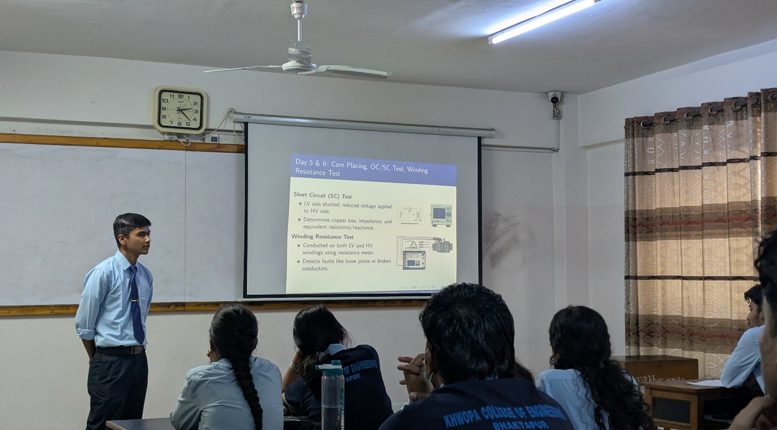 Day 5 & 6: Core Placing, OC/SC Test, Winding
Resistance Test
Short Circuit (SC) Test
LV side shorted; reduced voltage applied
to HV side.
Determines copper loss, impedance, and
equivalent resistance/reactance.
Winding Resistance Test
Conducted on both LV and HV
windings using resistance meter.
Detects faults like loose joints or broken
conductors.
KHWOPA COLLEGE OF ENGINEERING
BHAKTAPUR